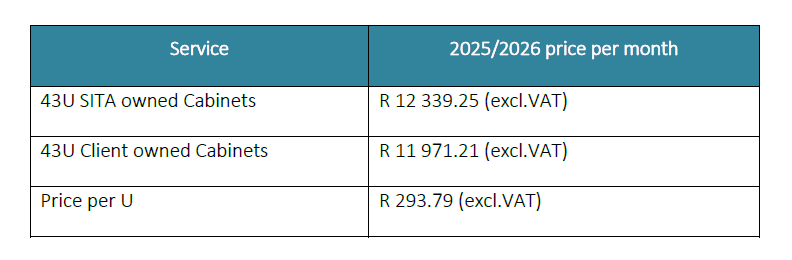 Service 2025/2026 price per month
43U SITA owned Cabinets R 12 339.25 (excl.VAT)
43U Client owned Cabinets R 11 971.21 (excl.VAT)
Price per U R 293.79 (excl.VAT)